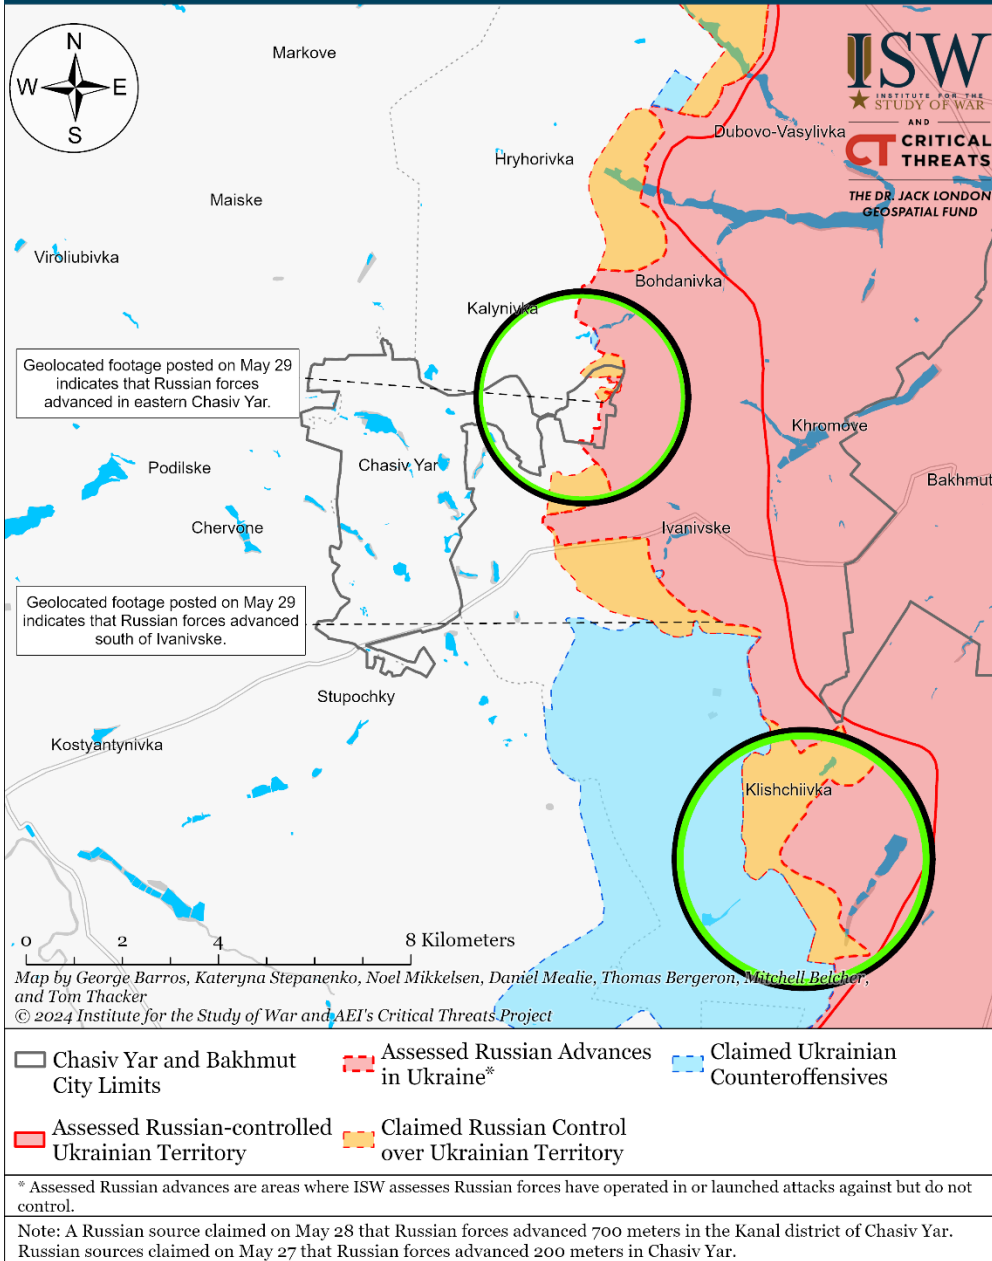 N
W E
S
Markove
ISW
INSTITUTE FOR THE
STUDY OF WAR
AND
CT CRITICAL
THREATS
THE DR. JACK LONDON
GEOSPATIAL FUND
Dubovo-Vasylivka
Hryhorivka
Maiske
Viroliubivka
Bohdanivka
Kalynivka
Geolocated footage posted on May 29
indicates that Russian forces
advanced in eastern Chasiv Yar.
Khromove
Podilske
Chasiv Yar
Bakhmut
Chervone
Ivanivske
Geolocated footage posted on May 29
indicates that Russian forces advanced
south of Ivanivske.
Stupochky
Kostyantynivka
Klishchiivka
0 2 4 8 Kilometers
Map by George Barros, Kateryna Stepanenko, Noel Mikkelsen, Daniel Mealie, Thomas Bergeron, Mitchell Belcher,
and Tom Thacker
© 2024 Institute for the Study of War and AEI's Critical Threats Project
Chasiv Yar and Bakhmut
City Limits
Assessed Russian Advances
in Ukraine*
Claimed Ukrainian
Counteroffensives
Assessed Russian-controlled
Ukrainian Territory
Claimed Russian Control
over Ukrainian Territory
* Assessed Russian advances are areas where ISW assesses Russian forces have operated in or launched attacks against but do not
control.
Note: A Russian source claimed on May 28 that Russian forces advanced 700 meters in the Kanal district of Chasiv Yar.
Russian sources claimed on May 27 that Russian forces advanced 200 meters in Chasiv Yar.